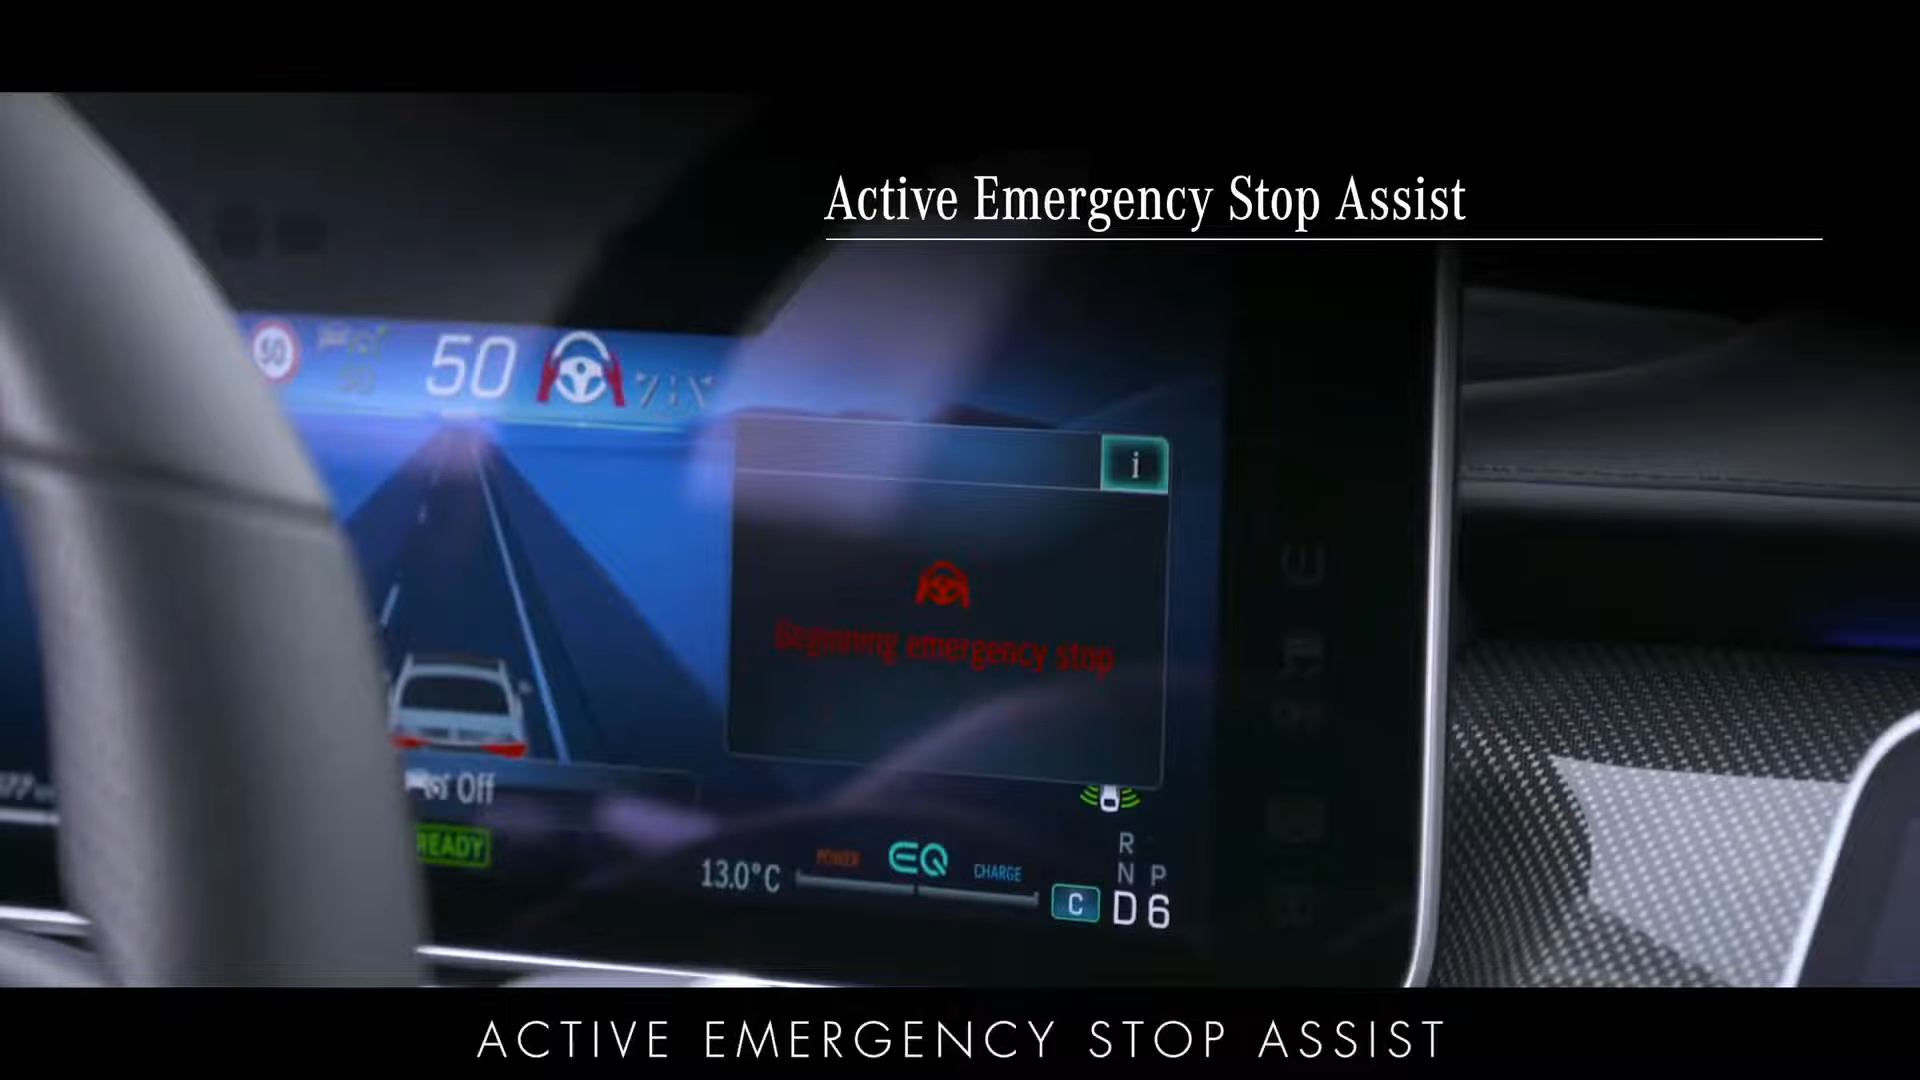 Active Emergency Stop Assist
50
50
i
Beginning emergency stop
Off
READY
R
N P
13.0°C POWER EQ CHARGE C D 6
ACTIVE EMERGENCY STOP ASSIST